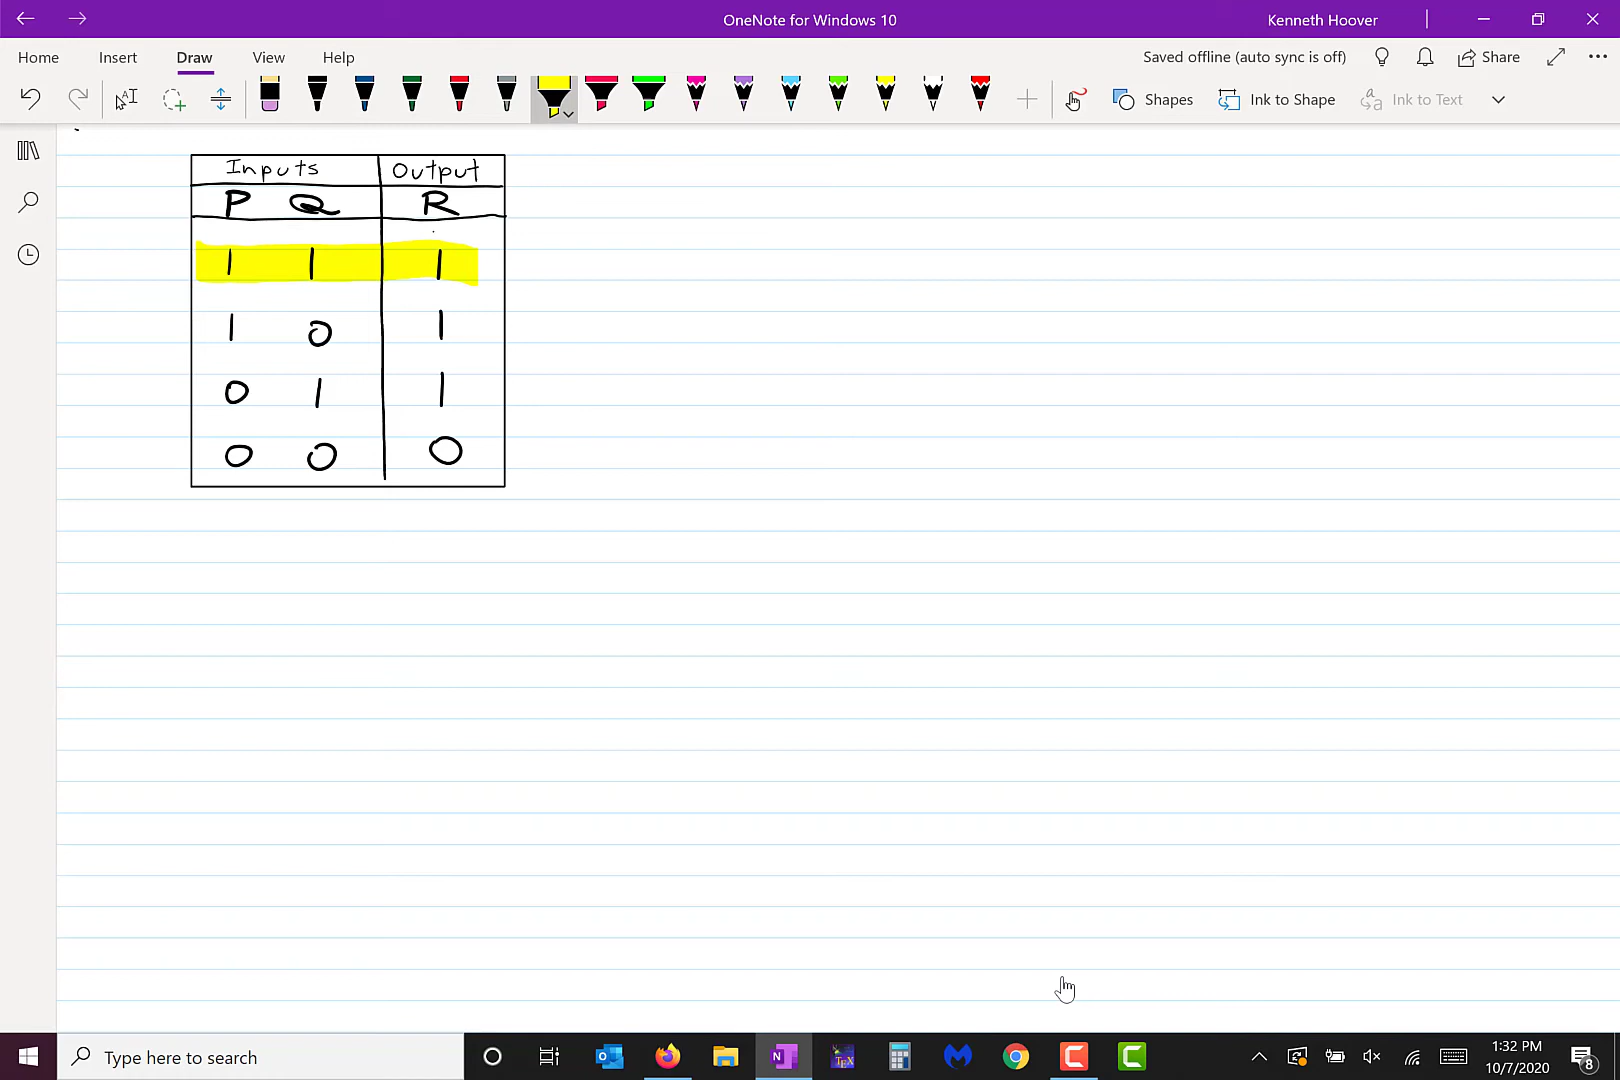 OneNote for Windows 10
Kenneth Hoover
Home Insert Draw View Help
Saved offline (auto sync is off) Share
Shapes Ink to Shape Ink to Text
Inputs Output
P Q R
1 1 1
1 0 1
0 1 1
0 0 0
Type here to search
1:32 PM
10/7/2020
8